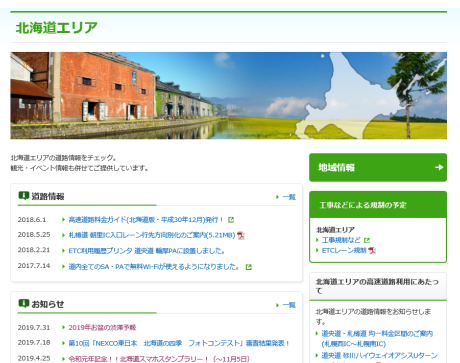 北海道エリア
北海道エリアの道路情報をチェック。
観光・イベント情報も併せてご提供しています。
道路情報
一覧
2018.6.1 高速道路料金ガイド(北海道版・平成30年12月)発行！
2018.5.25 札樽道 朝里IC入口レーン行先方向別化のご案内(5.21MB)
2018.2.21 ETC利用履歴プリンタ 道央道 輪厚PAに設置しました。
2017.7.14 道内全てのSA・PAで無料Wi-Fiが使えるようになりました。
お知らせ
一覧
2019.7.31 2019年お盆の渋滞予報
2019.7.18 第10回「NEXCO東日本 北海道の四季 フォトコンテスト」審査結果発表！
2019.4.25 令和元年記念！！北海道スマホスタンプラリー！（～11月5日）
地域情報
工事などによる規制の予定
北海道エリア
工事規制など
ETCレーン規制
北海道エリアの高速道路利用にあたっ
て
北海道エリアの道路情報をお知らせしま
す。
道央道・札樽道 均一料金区間のご案内
(札幌西IC～札幌南IC)
道央道 砂川ハイウェイオアシスUターン